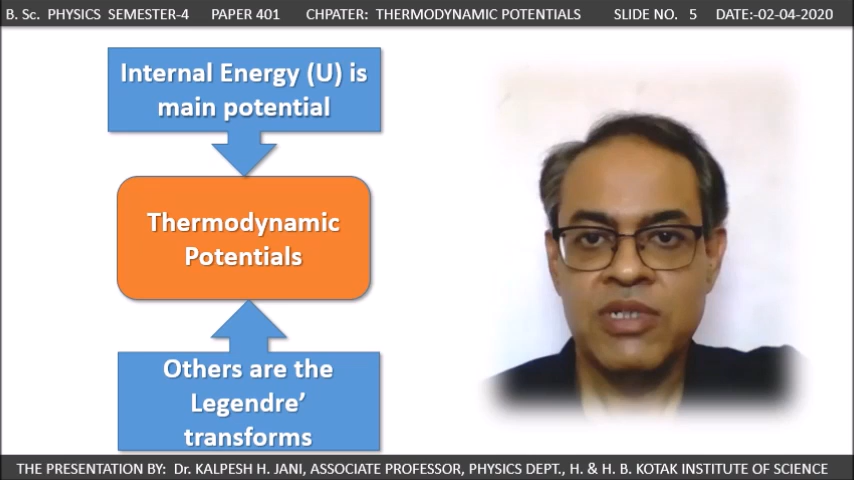 B. Sc. PHYSICS SEMESTER-4 PAPER 401 CHPATER: THERMODYNAMIC POTENTIALS SLIDE NO. 5 DATE:-02-04-2020
Internal Energy (U) is
main potential
Thermodynamic
Potentials
Others are the
Legendre’
transforms
THE PRESENTATION BY: Dr. KALPESH H. JANI, ASSOCIATE PROFESSOR, PHYSICS DEPT., H. & H. B. KOTAK INSTITUTE OF SCIENCE